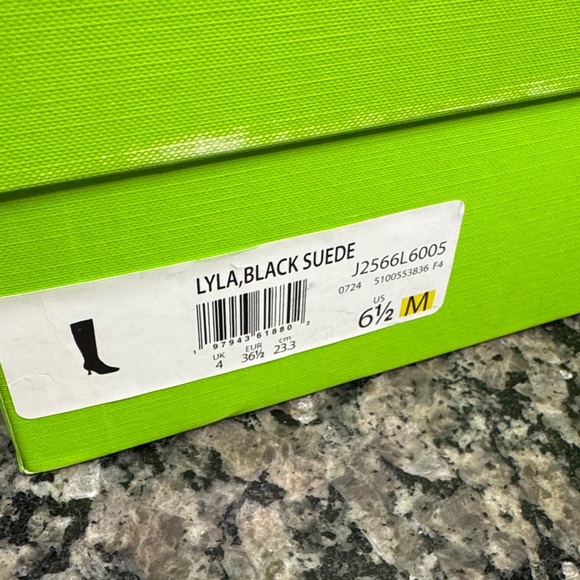 LYLA,BLACK SUEDE
J2566L6005
0724 5100553836 F4
1 97943 61880 2
UK EUR cm
4 36½ 23.3
US
6½ M